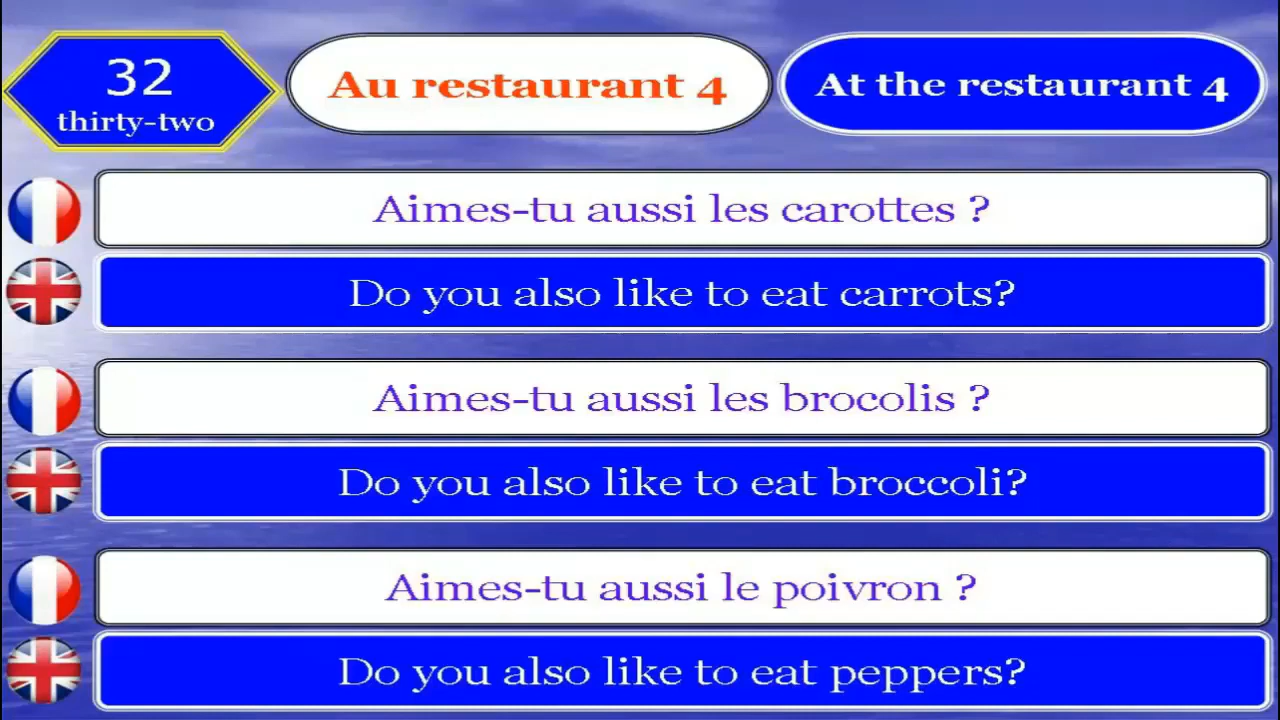 32
thirty-two
Au restaurant 4
At the restaurant 4
Aimes-tu aussi les carottes ?
Do you also like to eat carrots?
Aimes-tu aussi les brocolis ?
Do you also like to eat broccoli?
Aimes-tu aussi le poivron ?
Do you also like to eat peppers?